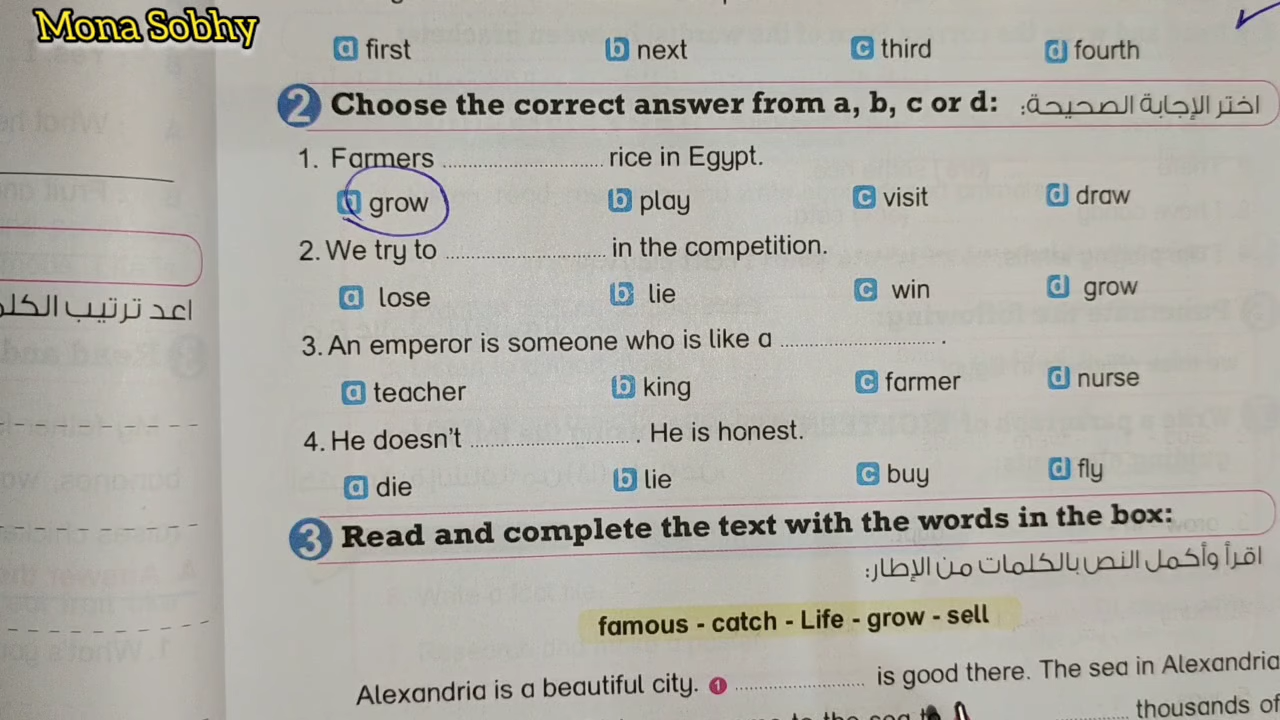 Mona Sobhy
a first b next c third d fourth
2 Choose the correct answer from a, b, c or d: اختر الإجابة الصحيحة:
1. Farmers ........................ rice in Egypt.
a grow b play c visit d draw
2. We try to ........................ in the competition.
a lose b lie c win d grow
3. An emperor is someone who is like a ........................ .
a teacher b king c farmer d nurse
اعد ترتيب الكلم
4. He doesn't ........................ . He is honest.
a die b lie c buy d fly
3 Read and complete the text with the words in the box:
اقرأ وأكمل النص بالكلمات من الإطار:
famous - catch - Life - grow - sell
Alexandria is a beautiful city. 1 .................... is good there. The sea in Alexandria
to the sea to .................... thousands of